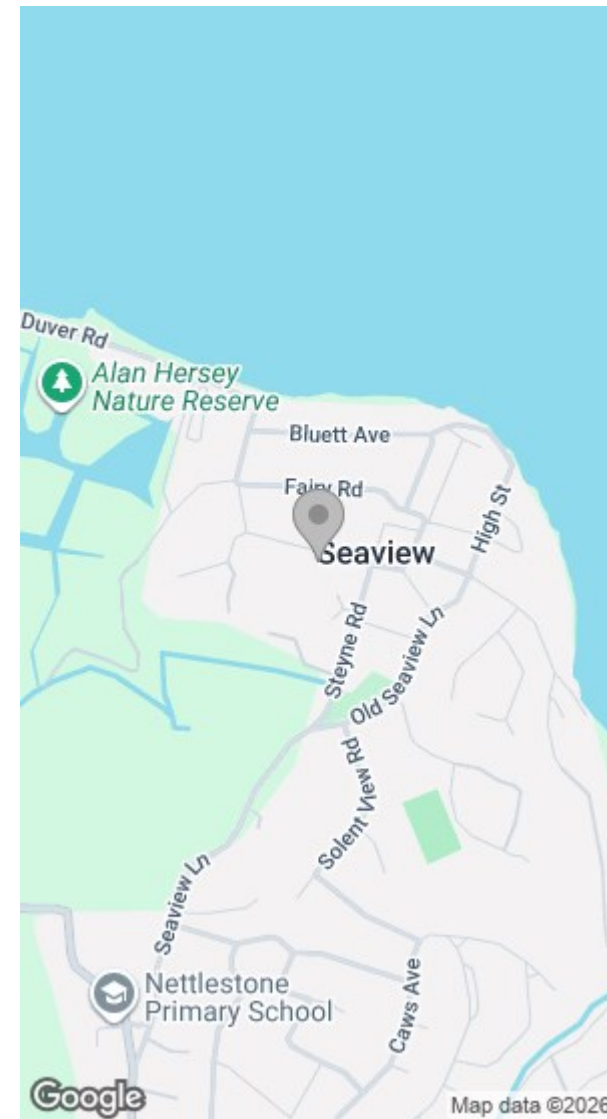 Duver Rd
Alan Hersey
Nature Reserve
Bluett Ave
Fairy Rd
High St
Seaview
Steyne Rd
Old Seaview Ln
Solent View Rd
Seaview Ln
Nettlestone
Primary School
Caws Ave
Google
Map data ©2026